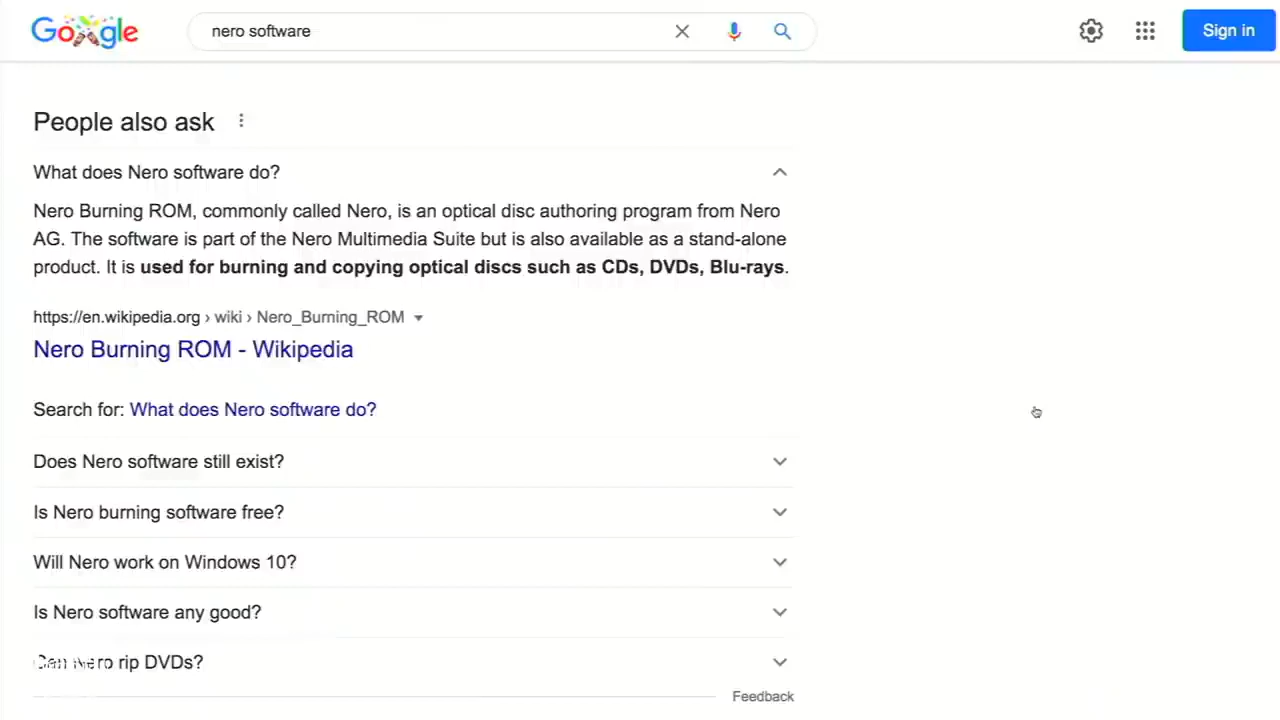 Google
nero software
Sign in
People also ask
What does Nero software do?
Nero Burning ROM, commonly called Nero, is an optical disc authoring program from Nero
AG. The software is part of the Nero Multimedia Suite but is also available as a stand-alone
product. It is used for burning and copying optical discs such as CDs, DVDs, Blu-rays.
https://en.wikipedia.org › wiki › Nero_Burning_ROM
Nero Burning ROM - Wikipedia
Search for: What does Nero software do?
Does Nero software still exist?
Is Nero burning software free?
Will Nero work on Windows 10?
Is Nero software any good?
Can Nero rip DVDs?
Feedback